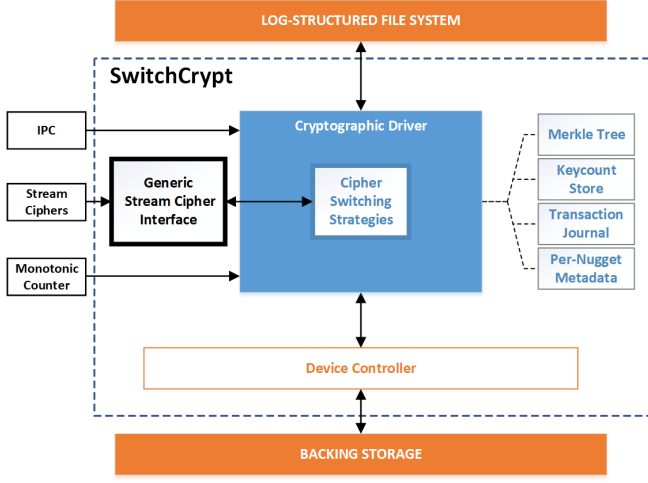 LOG-STRUCTURED FILE SYSTEM
SwitchCrypt
IPC
Stream
Ciphers
Monotonic
Counter
Generic
Stream Cipher
Interface
Cryptographic Driver
Cipher
Switching
Strategies
Merkle Tree
Keycount
Store
Transaction
Journal
Per-Nugget
Metadata
Device Controller
BACKING STORAGE